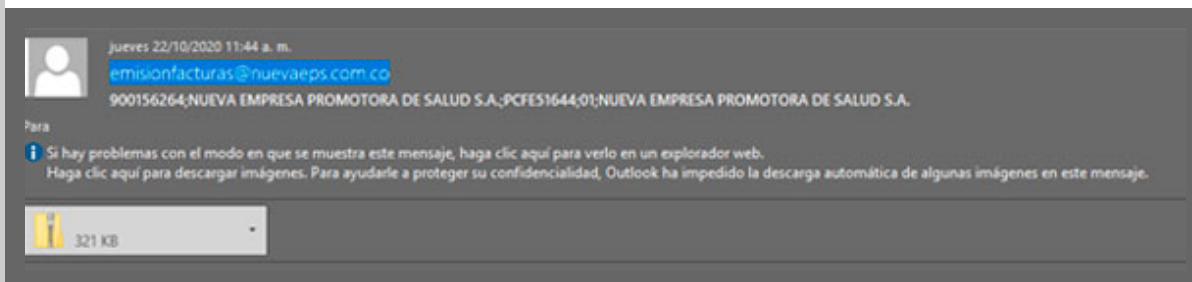 jueves 22/10/2020 11:44 a. m.
emisionfacturas@nuevaeps.com.co
900156264;NUEVA EMPRESA PROMOTORA DE SALUD S.A.;PCFE51644;01;NUEVA EMPRESA PROMOTORA DE SALUD S.A.
Para
Si hay problemas con el modo en que se muestra este mensaje, haga clic aquí para verlo en un explorador web.
Haga clic aquí para descargar imágenes. Para ayudarle a proteger su confidencialidad, Outlook ha impedido la descarga automática de algunas imágenes en este mensaje.
321 KB